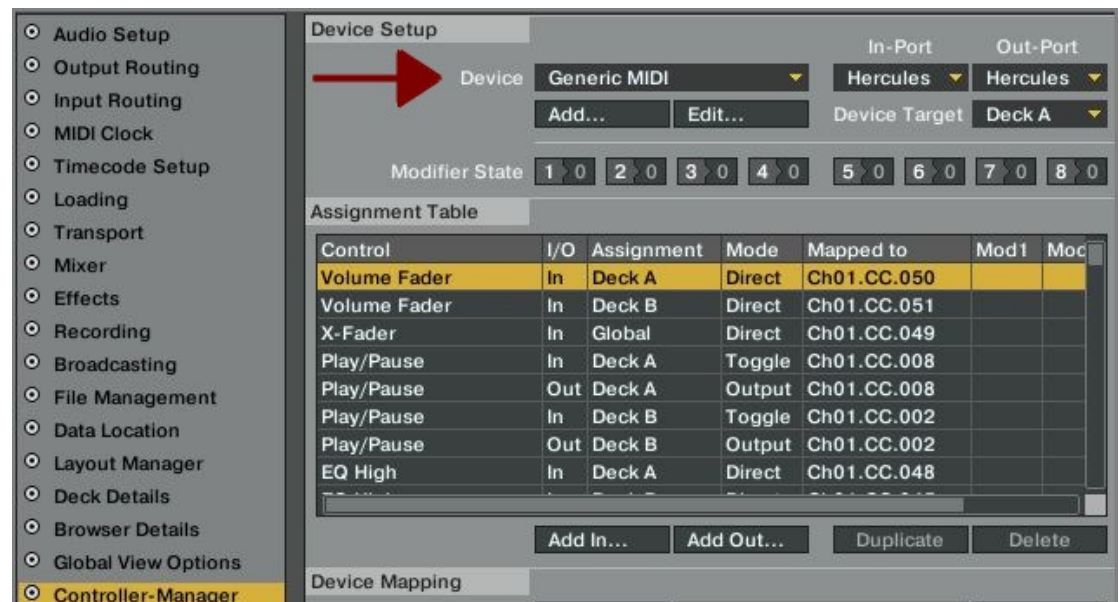 Audio Setup
Output Routing
Input Routing
MIDI Clock
Timecode Setup
Loading
Transport
Mixer
Effects
Recording
Broadcasting
File Management
Data Location
Layout Manager
Deck Details
Browser Details
Global View Options
Controller-Manager
Device Setup
In-Port Out-Port
Device Generic MIDI Hercules Hercules
Add... Edit... Device Target Deck A
Modifier State 1 0 2 0 3 0 4 0 5 0 6 0 7 0 8 0
Assignment Table
Control I/O Assignment Mode Mapped to Mod1 Mod
Volume Fader In Deck A Direct Ch01.CC.050
Volume Fader In Deck B Direct Ch01.CC.051
X-Fader In Global Direct Ch01.CC.049
Play/Pause In Deck A Toggle Ch01.CC.008
Play/Pause Out Deck A Output Ch01.CC.008
Play/Pause In Deck B Toggle Ch01.CC.002
Play/Pause Out Deck B Output Ch01.CC.002
EQ High In Deck A Direct Ch01.CC.048
Add In... Add Out... Duplicate Delete
Device Mapping